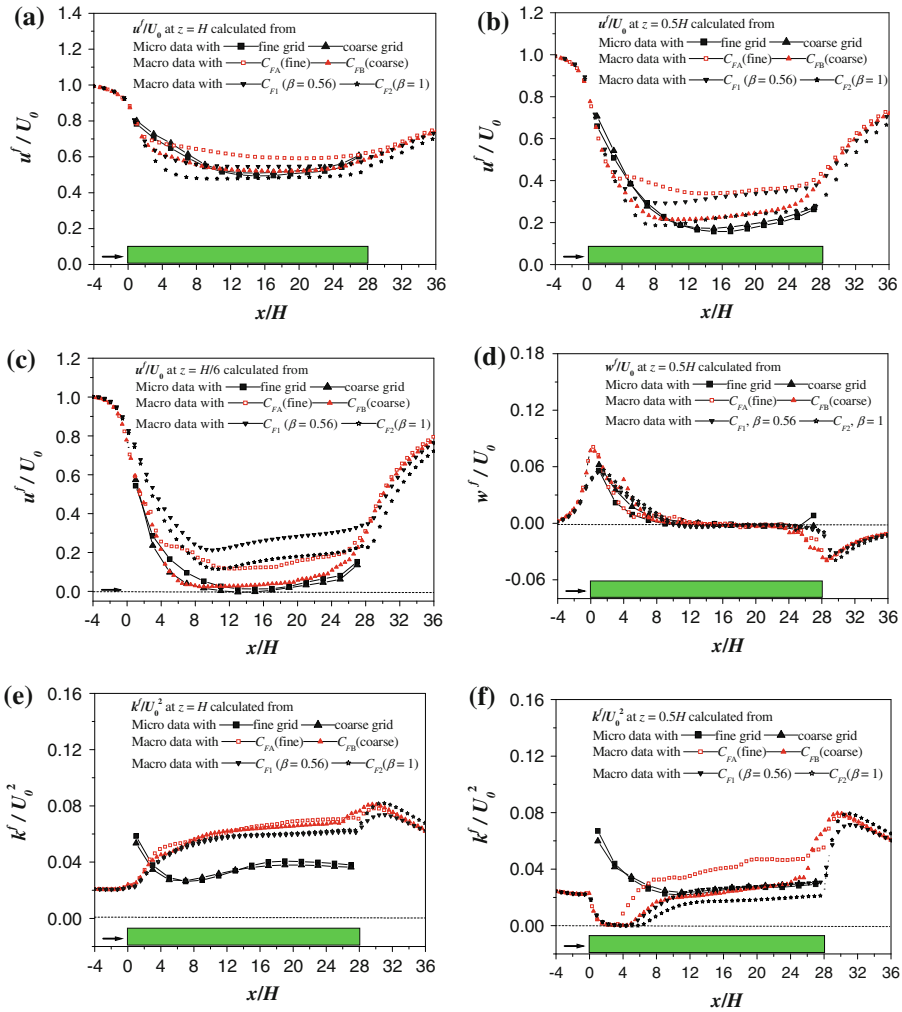 (a)
u^f/U_0 at z = H calculated from
Micro data with fine grid coarse grid
Macro data with C_FA(fine) C_FB(coarse)
Macro data with C_F1 (β = 0.56) C_F2(β = 1)
u^f / U_0
1.4
1.2
1.0
0.8
0.6
0.4
0.2
0.0
-4 0 4 8 12 16 20 24 28 32 36
x/H
(b)
u^f/U_0 at z = 0.5H calculated from
Micro data with fine grid coarse grid
Macro data with C_FA(fine) C_FB(coarse)
Macro data with C_F1 (β = 0.56) C_F2(β = 1)
u^f / U_0
1.4
1.2
1.0
0.8
0.6
0.4
0.2
0.0
-4 0 4 8 12 16 20 24 28 32 36
x/H
(c)
u^f/U_0 at z = H/6 calculated from
Micro data with fine grid coarse grid
Macro data with C_FA(fine) C_FB(coarse)
Macro data with C_F1 (β = 0.56) C_F2(β = 1)
u^f / U_0
1.2
1.0
0.8
0.6
0.4
0.2
0.0
-4 0 4 8 12 16 20 24 28 32 36
x/H
(d)
w^f/U_0 at z = 0.5H calculated from
Micro data with fine grid coarse grid
Macro data with C_FA(fine) C_FB(coarse)
Macro data with C_F1, β = 0.56 C_F2, β = 1
w^f / U_0
0.18
0.12
0.06
0.00
-0.06
-4 0 4 8 12 16 20 24 28 32 36
x/H
(e)
k^f/U_0^2 at z = H calculated from
Micro data with fine grid coarse grid
Macro data with C_FA(fine) C_FB(coarse)
Macro data with C_F1 (β = 0.56) C_F2(β = 1)
k^f / U_0^2
0.16
0.12
0.08
0.04
0.00
-4 0 4 8 12 16 20 24 28 32 36
x/H
(f)
k^f/U_0^2 at z = 0.5H calculated from
Micro data with fine grid coarse grid
Macro data with C_FA(fine) C_FB(coarse)
Macro data with C_F1 (β = 0.56) C_F2(β = 1)
k^f / U_0^2
0.16
0.12
0.08
0.04
0.00
-4 0 4 8 12 16 20 24 28 32 36
x/H